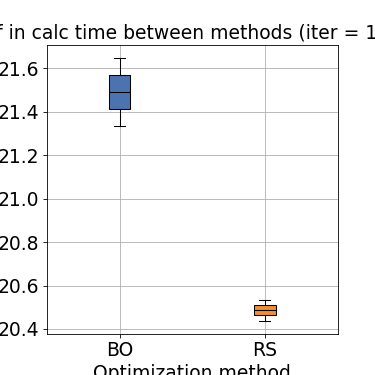 in calc time between methods (iter = 1
21.6
21.4
21.2
21.0
20.8
20.6
20.4
BO RS
Optimization method